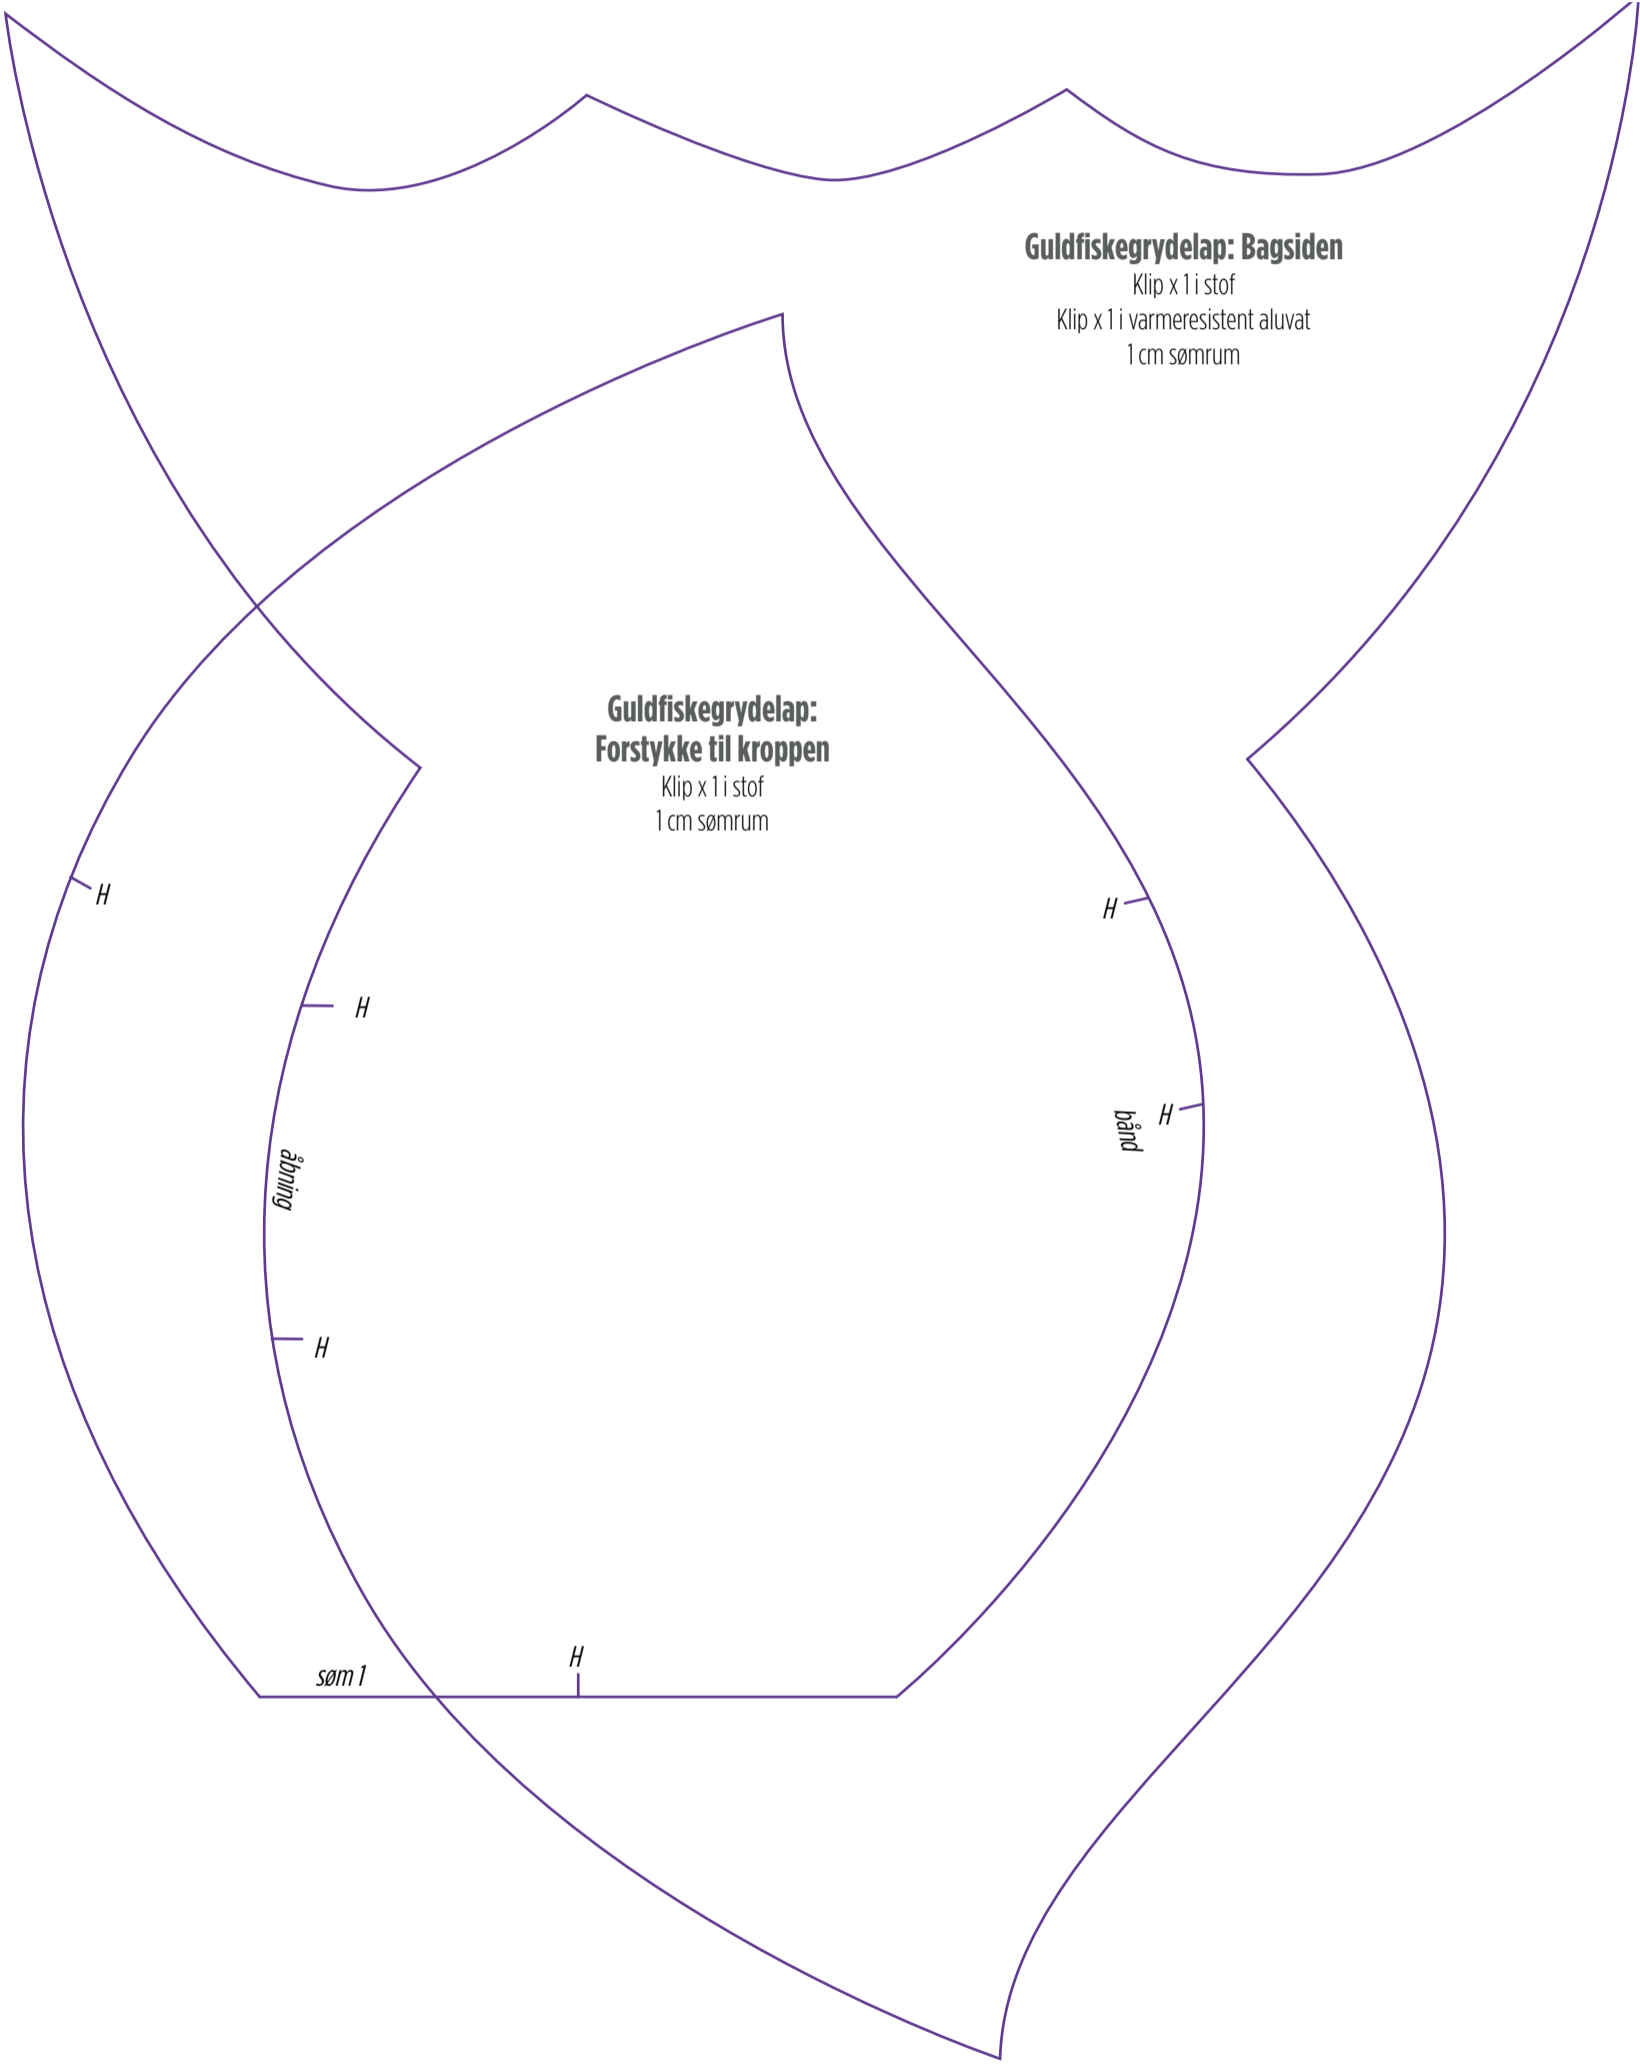 Guldfiskegrydelap: Bagsiden
Klip x 1 i stof
Klip x 1 i varmeresistent aluvat
1 cm sømrum
Guldfiskegrydelap:
Forstykke til kroppen
Klip x 1 i stof
1 cm sømrum
H
H
H
H
bånd
åbning
H
H
søm 1